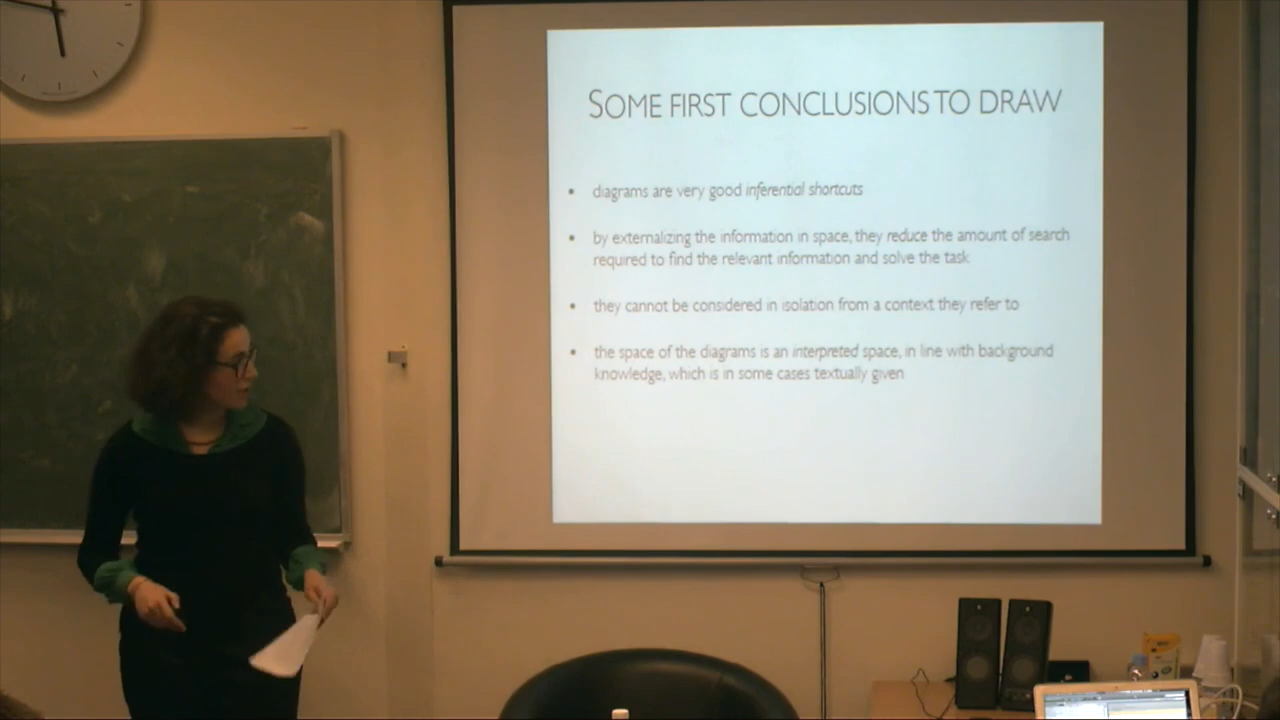 SOME FIRST CONCLUSIONS TO DRAW
• diagrams are very good inferential shortcuts
• by externalizing the information in space, they reduce the amount of search
required to find the relevant information and solve the task
• they cannot be considered in isolation from a context they refer to
• the space of the diagrams is an interpreted space, in line with background
knowledge, which is in some cases textually given